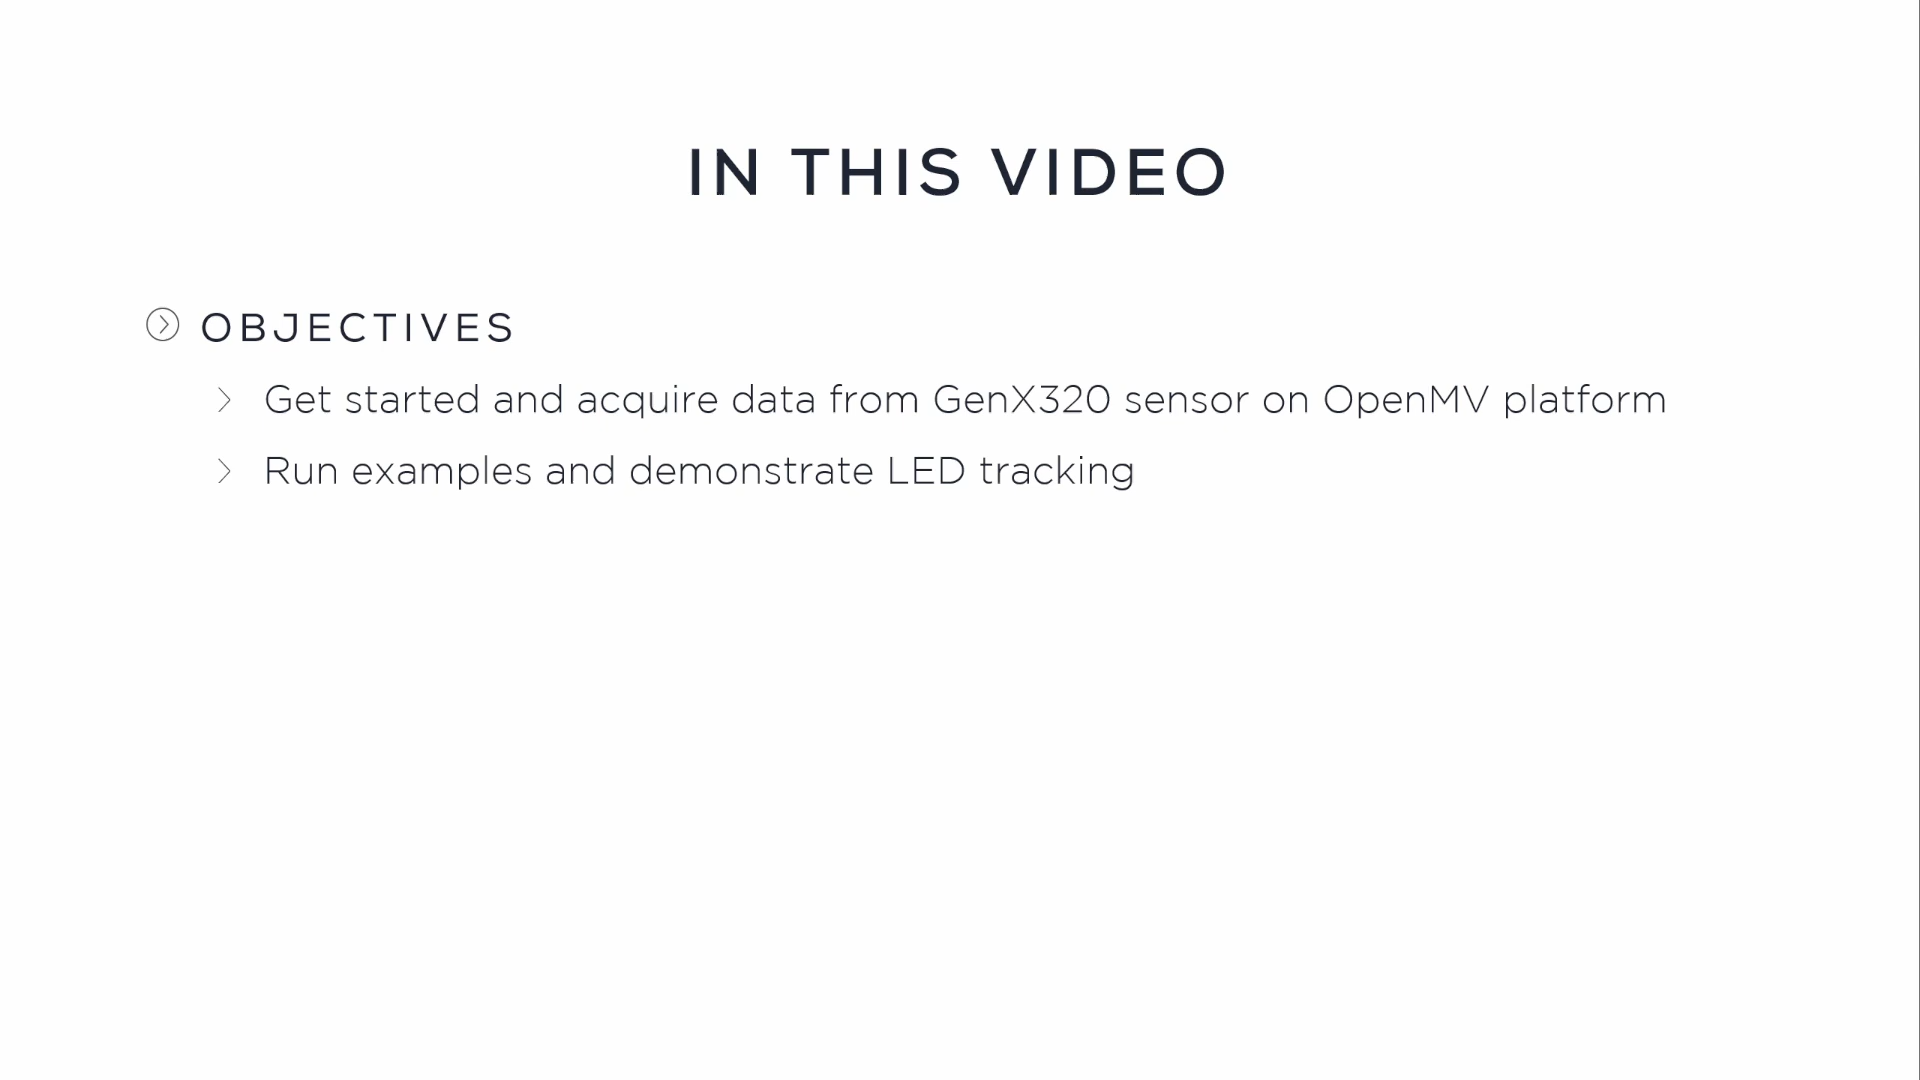 IN THIS VIDEO
OBJECTIVES
Get started and acquire data from GenX320 sensor on OpenMV platform
Run examples and demonstrate LED tracking